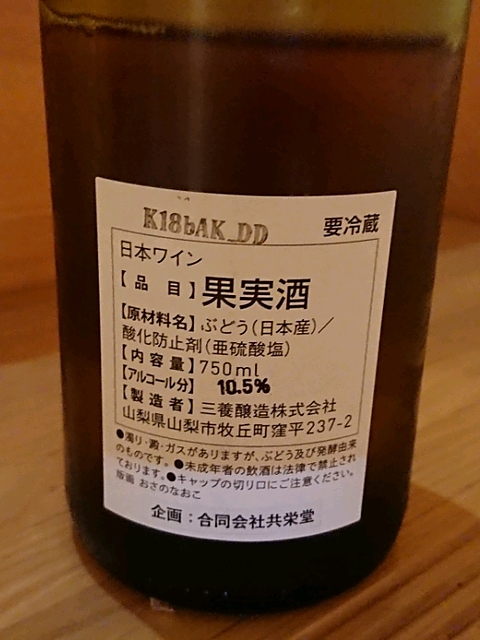 K18bAK_DD
要冷蔵
日本ワイン
【品 目】果実酒
【原材料名】ぶどう(日本産)/
酸化防止剤(亜硫酸塩)
【内容量】750ml
【アルコール分】 10.5%
【製造者】三養醸造株式会社
山梨県山梨市牧丘町窪平237-2
●濁り・澱・ガスがありますが、ぶどう及び発酵由来
のものです。●未成年者の飲酒は法律で禁止され
ております。●キャップの切り口にご注意ください。
版画 おさのなおこ
企画:合同会社共栄堂